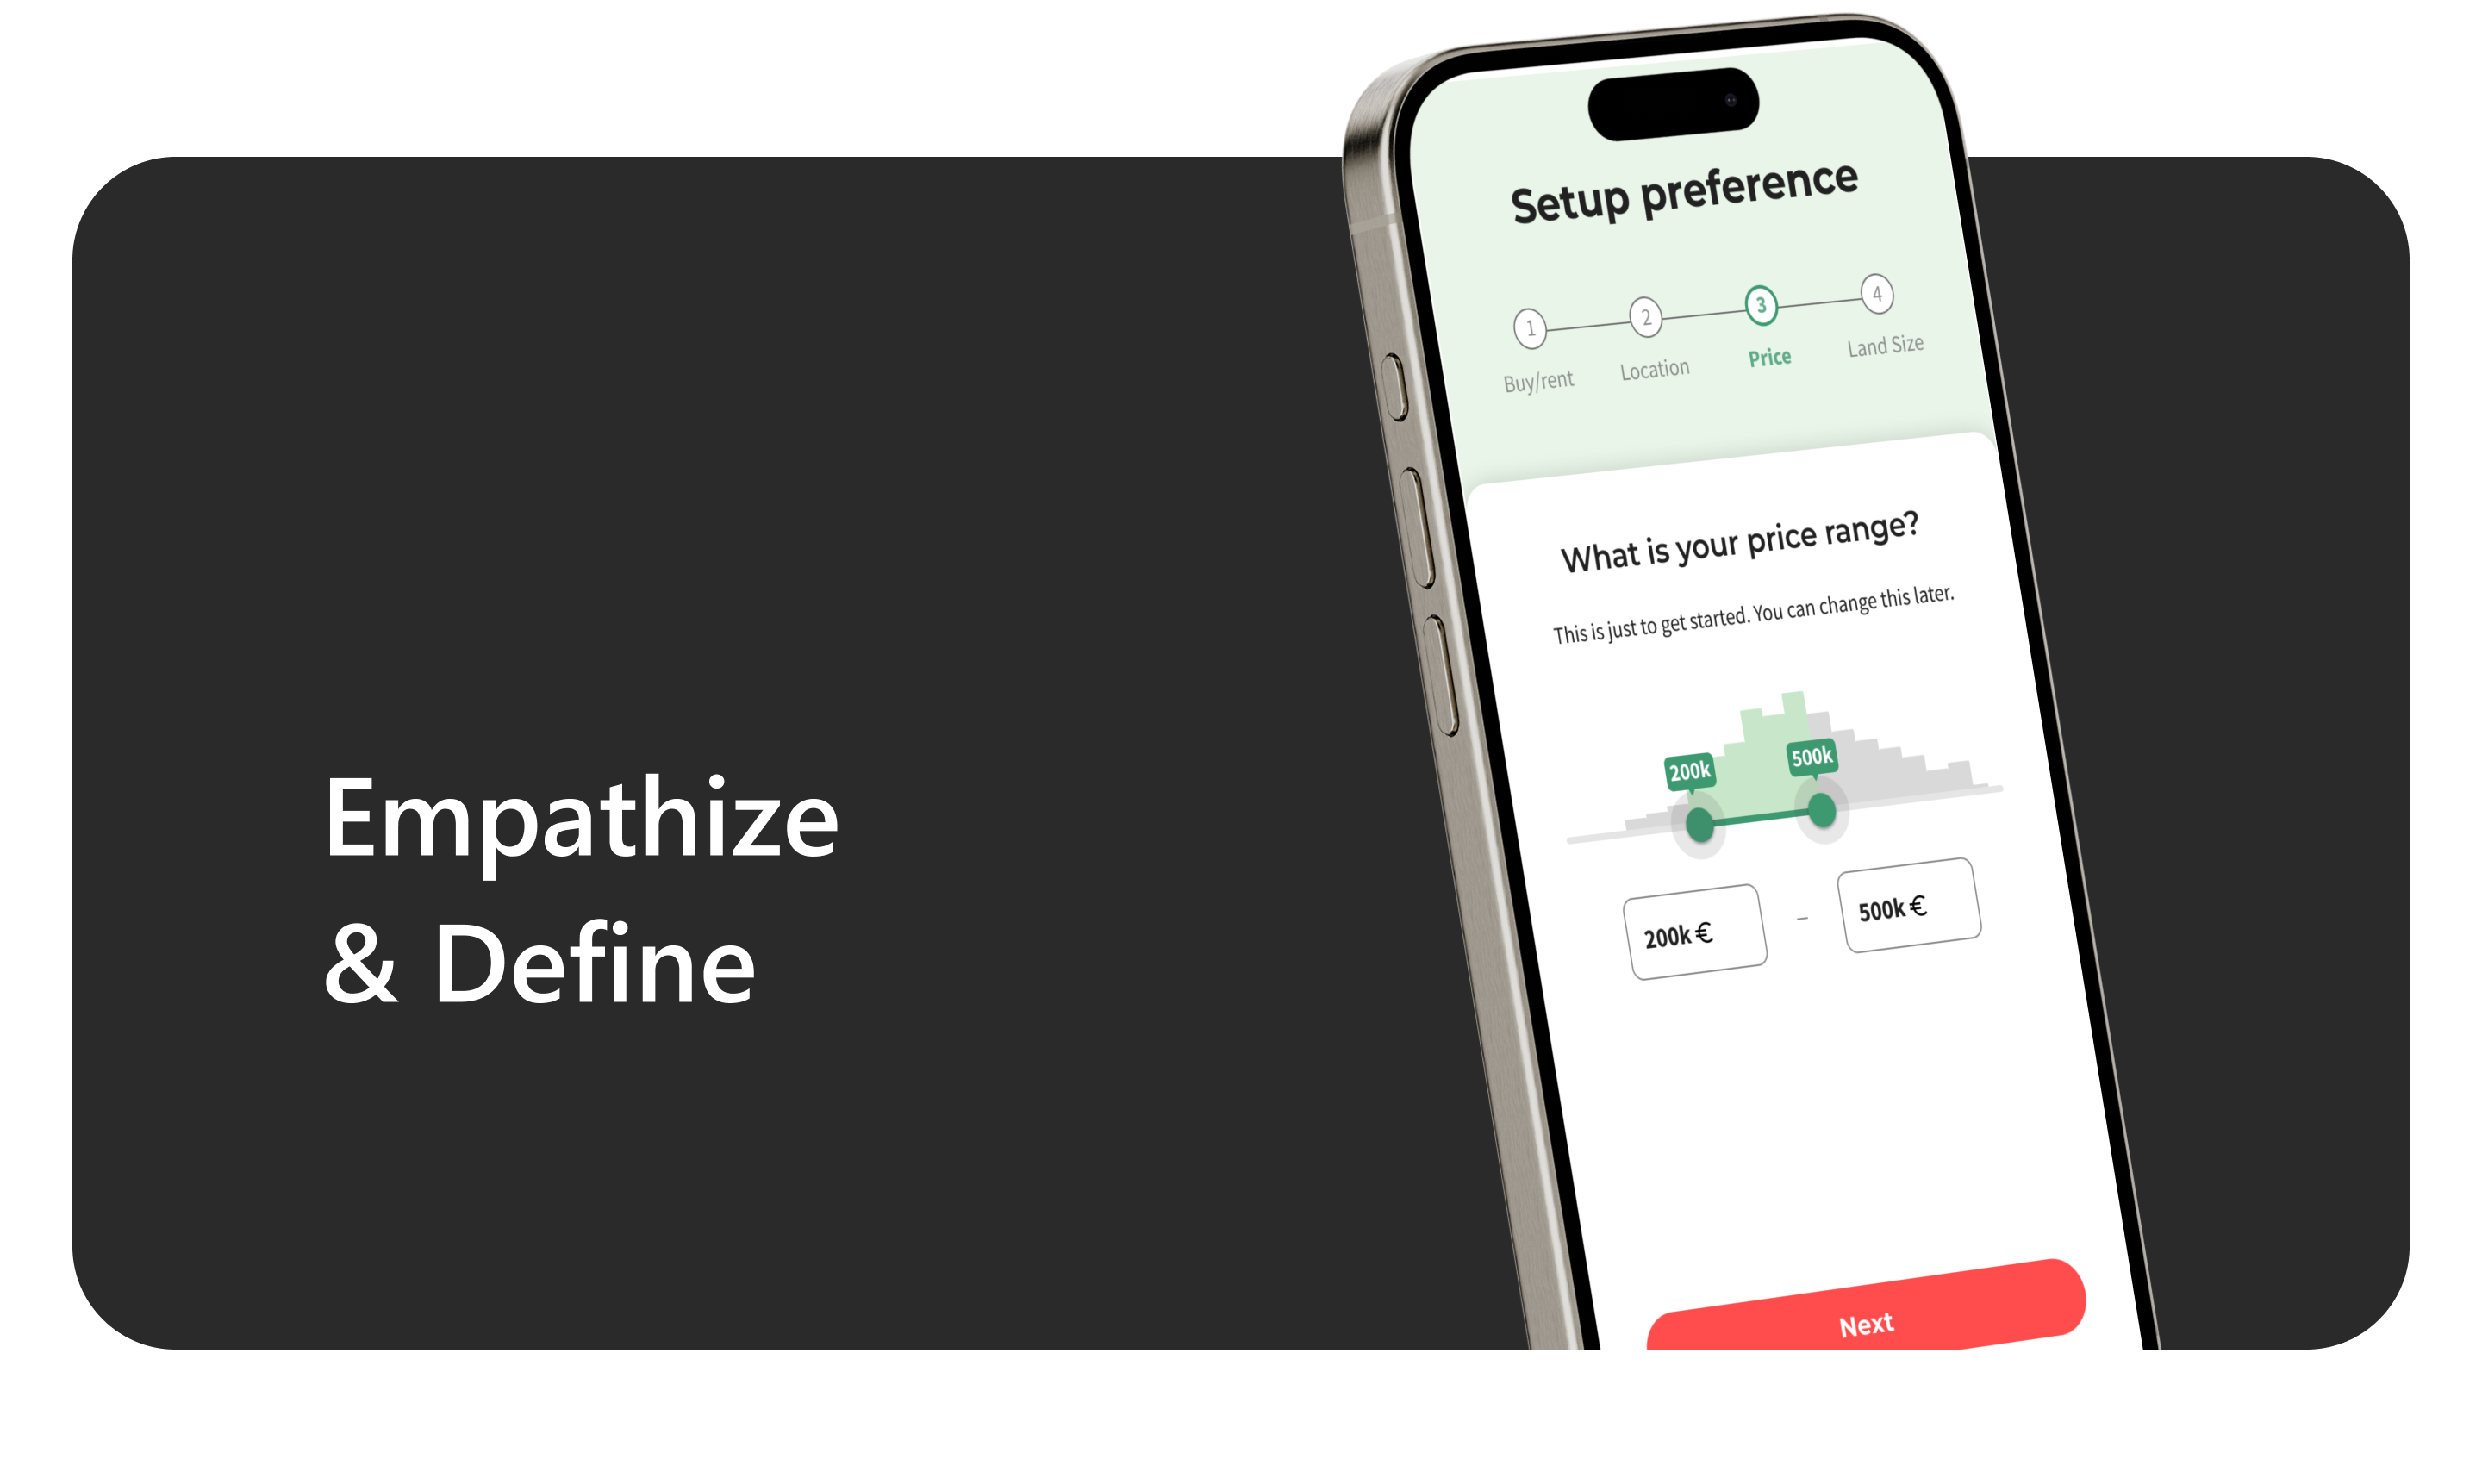 Empathize
& Define
Setup preference
1 2 3 4
Buy/rent Location Price Land Size
What is your price range?
This is just to get started. You can change this later.
200k 500k
200k € – 500k €
Next